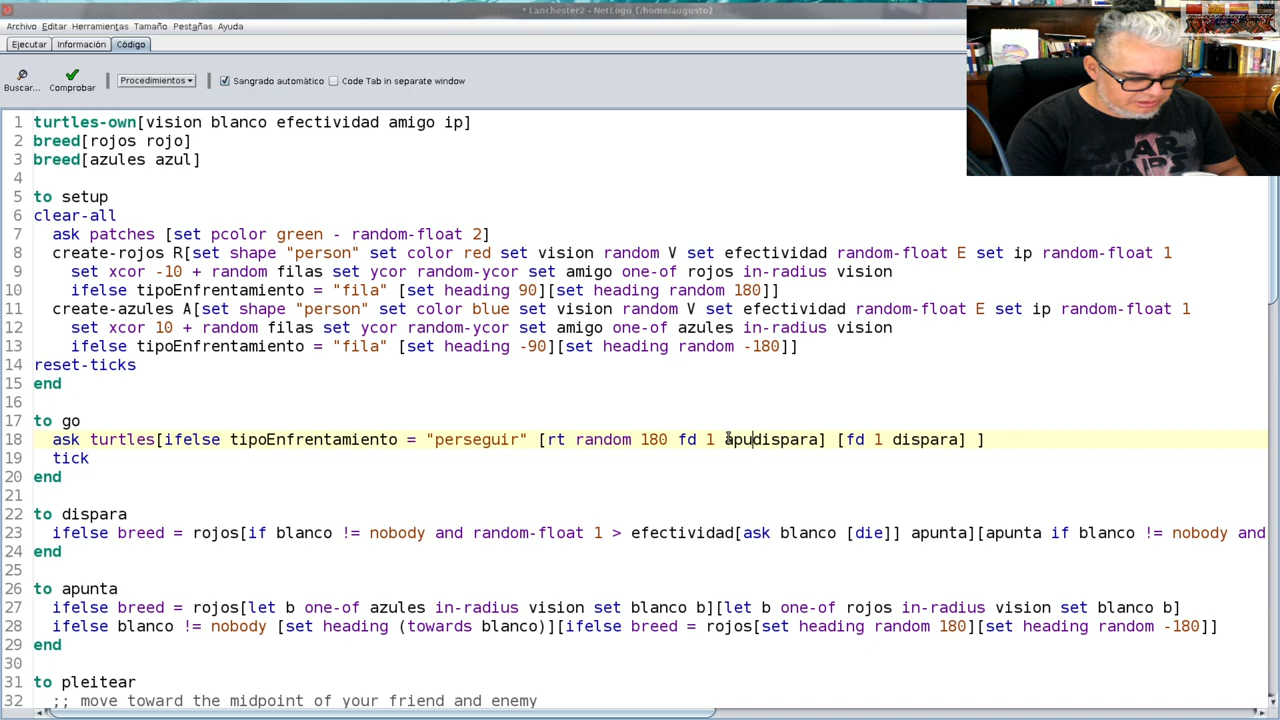 * Lanchester2 - NetLogo {/home/augusto}
Archivo Editar Herramientas Tamaño Pestañas Ayuda
Ejecutar Información Código
Buscar... Comprobar Procedimientos Sangrado automático Code Tab in separate window
1 turtles-own[vision blanco efectividad amigo ip]
2 breed[rojos rojo]
3 breed[azules azul]
4
5 to setup
6 clear-all
7 ask patches [set pcolor green - random-float 2]
8 create-rojos R[set shape "person" set color red set vision random V set efectividad random-float E set ip random-float 1
9 set xcor -10 + random filas set ycor random-ycor set amigo one-of rojos in-radius vision
10 ifelse tipoEnfrentamiento = "fila" [set heading 90][set heading random 180]]
11 create-azules A[set shape "person" set color blue set vision random V set efectividad random-float E set ip random-float 1
12 set xcor 10 + random filas set ycor random-ycor set amigo one-of azules in-radius vision
13 ifelse tipoEnfrentamiento = "fila" [set heading -90][set heading random -180]]
14 reset-ticks
15 end
16
17 to go
18 ask turtles[ifelse tipoEnfrentamiento = "perseguir" [rt random 180 fd 1 apudispara] [fd 1 dispara] ]
19 tick
20 end
21
22 to dispara
23 ifelse breed = rojos[if blanco != nobody and random-float 1 > efectividad[ask blanco [die]] apunta][apunta if blanco != nobody and
24 end
25
26 to apunta
27 ifelse breed = rojos[let b one-of azules in-radius vision set blanco b][let b one-of rojos in-radius vision set blanco b]
28 ifelse blanco != nobody [set heading (towards blanco)][ifelse breed = rojos[set heading random 180][set heading random -180]]
29 end
30
31 to pleitear
32 ;; move toward the midpoint of your friend and enemy
STAR
WARS